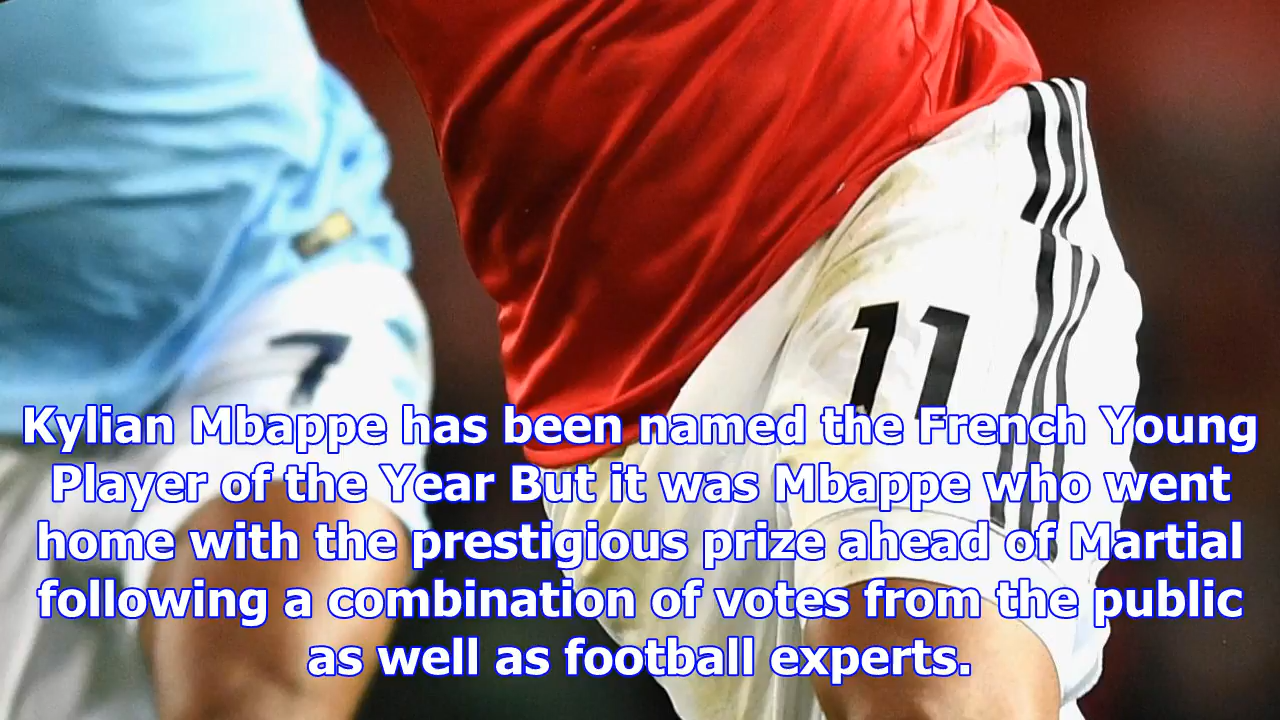 7
11
Kylian Mbappe has been named the French Young
Player of the Year But it was Mbappe who went
home with the prestigious prize ahead of Martial
following a combination of votes from the public
as well as football experts.